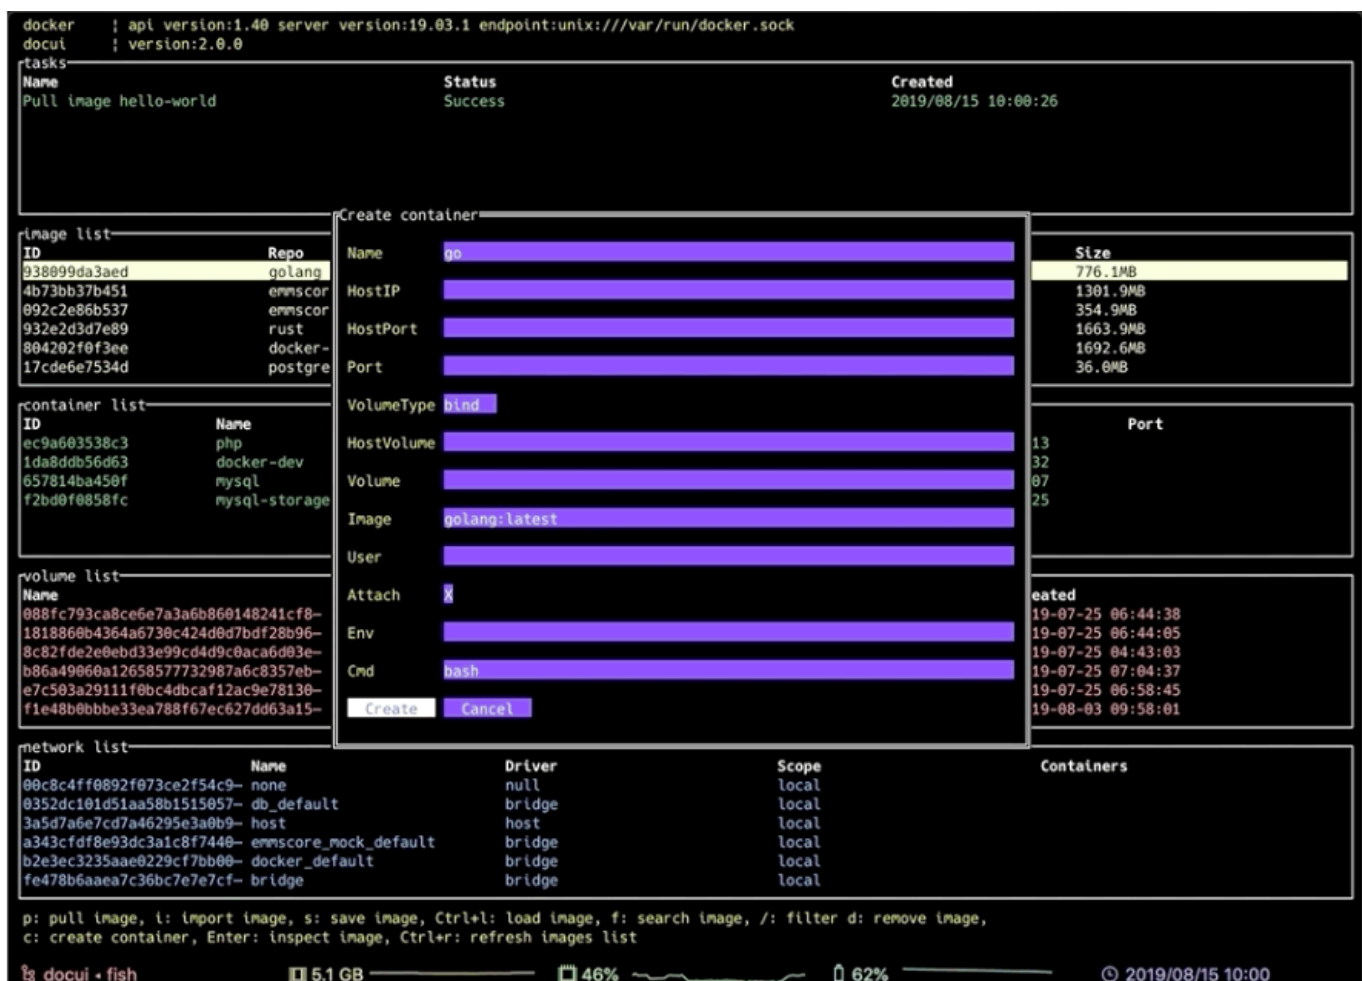 docker ¦ api version:1.40 server version:19.03.1 endpoint:unix:///var/run/docker.sock
docui ¦ version:2.0.0
tasks
Name Status Created
Pull image hello-world Success 2019/08/15 10:00:26
Create container
image list
ID Repo Size
938099da3aed golang 776.1MB
4b73bb37b451 emmscor 1301.9MB
092c2e86b537 emmscor 354.9MB
932e2d3d7e89 rust 1663.9MB
804202f0f3ee docker- 1692.6MB
17cde6e7534d postgre 36.0MB
Name go
HostIP
HostPort
Port
VolumeType bind
HostVolume
Volume
Image golang:latest
User
Attach X
Env
Cmd bash
Create Cancel
container list
ID Name Port
ec9a603538c3 php 13
1da8ddb56d63 docker-dev 32
657814ba450f mysql 07
f2bd0f0858fc mysql-storage 25
volume list
Name eated
088fc793ca8ce6e7a3a6b860148241cf8— 19-07-25 06:44:38
1818860b4364a6730c424d0d7bdf28b96— 19-07-25 06:44:05
8c82fde2e0ebd33e99cd4d9c0aca6d03e— 19-07-25 04:43:03
b86a49060a12658577732987a6c8357eb— 19-07-25 07:04:37
e7c503a29111f0bc4dbcaf12ac9e78130— 19-07-25 06:58:45
f1e48b0bbbe33ea788f67ec627dd63a15— 19-08-03 09:58:01
network list
ID Name Driver Scope Containers
00c8c4ff0892f073ce2f54c9— none null local
0352dc101d51aa58b1515057— db_default bridge local
3a5d7a6e7cd7a46295e3a0b9— host host local
a343cfdf8e93dc3a1c8f7440— emmscore_mock_default bridge local
b2e3ec3235aae0229cf7bb00— docker_default bridge local
fe478b6aaea7c36bc7e7e7cf— bridge bridge local
p: pull image, i: import image, s: save image, Ctrl+l: load image, f: search image, /: filter d: remove image,
c: create container, Enter: inspect image, Ctrl+r: refresh images list
docui • fish 5.1 GB 46% 62% 2019/08/15 10:00